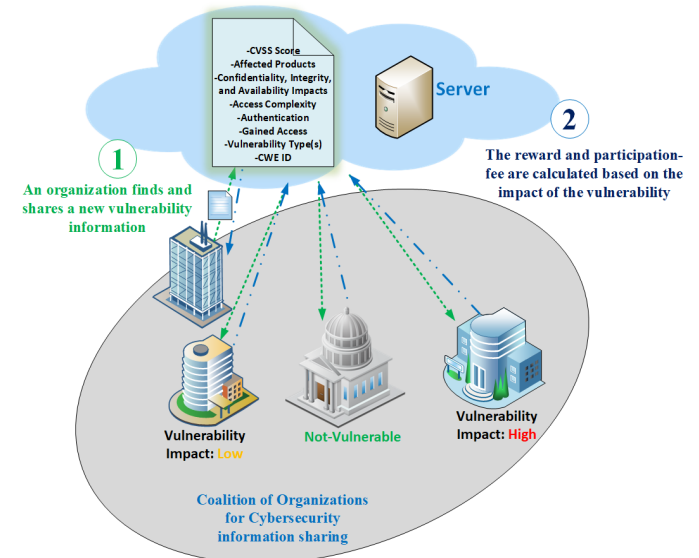 -CVSS Score
-Affected Products
-Confidentiality, Integrity,
and Availability Impacts
-Access Complexity
-Authentication
-Gained Access
-Vulnerability Type(s)
-CWE ID
Server
1
An organization finds and
shares a new vulnerability
information
2
The reward and participation-
fee are calculated based on the
impact of the vulnerability
Vulnerability
Impact: Low
Not-Vulnerable
Vulnerability
Impact: High
Coalition of Organizations
for Cybersecurity
information sharing